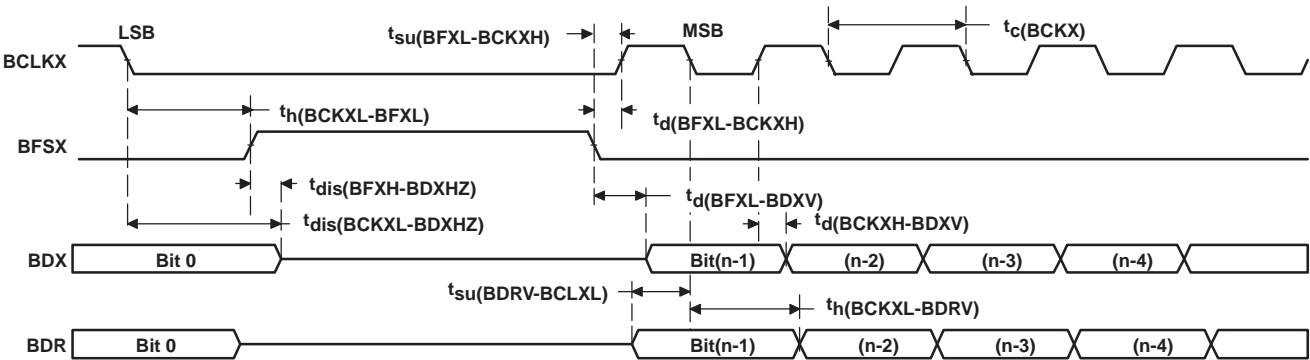 LSB
tsu(BFXL-BCKXH)
MSB
tc(BCKX)
BCLKX
th(BCKXL-BFXL)
td(BFXL-BCKXH)
BFSX
tdis(BFXH-BDXHZ)
td(BFXL-BDXV)
tdis(BCKXL-BDXHZ)
td(BCKXH-BDXV)
BDX
Bit 0
Bit(n-1)
(n-2)
(n-3)
(n-4)
tsu(BDRV-BCLXL)
th(BCKXL-BDRV)
BDR
Bit 0
Bit(n-1)
(n-2)
(n-3)
(n-4)